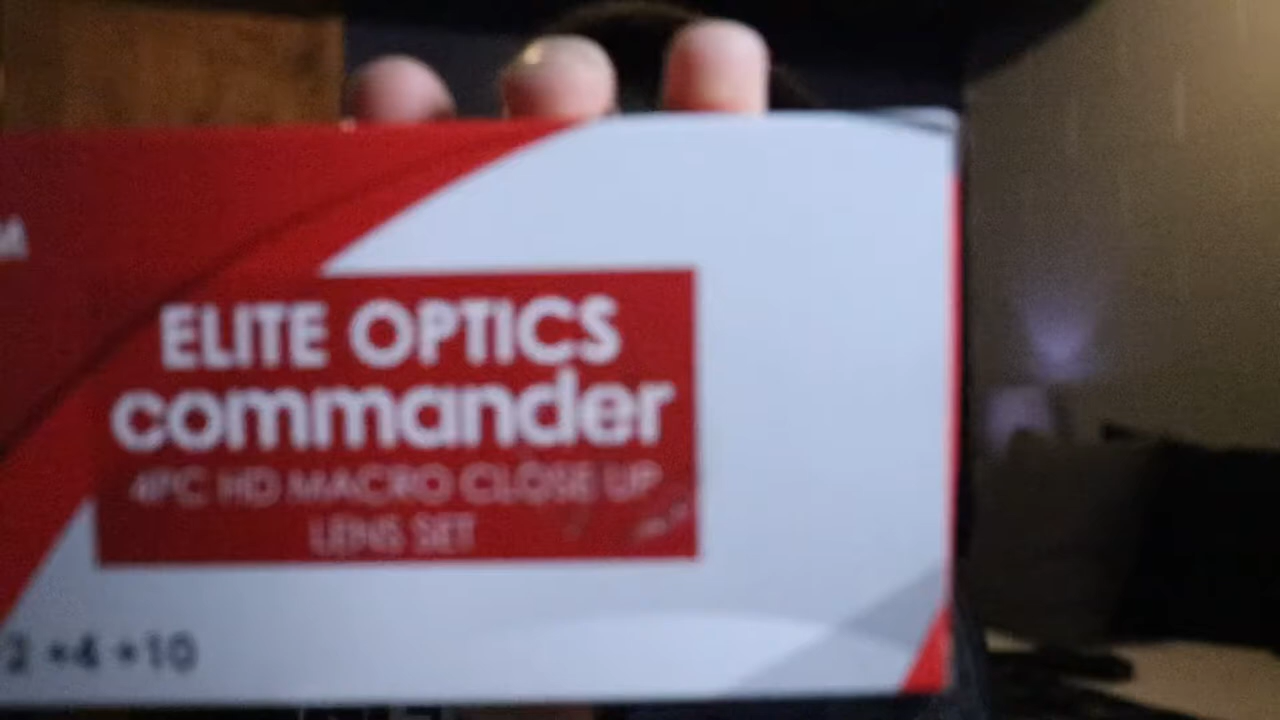 ELITE OPTICS
commander
4PC HD MACRO CLOSE UP
LENS SET
2 +4 +10